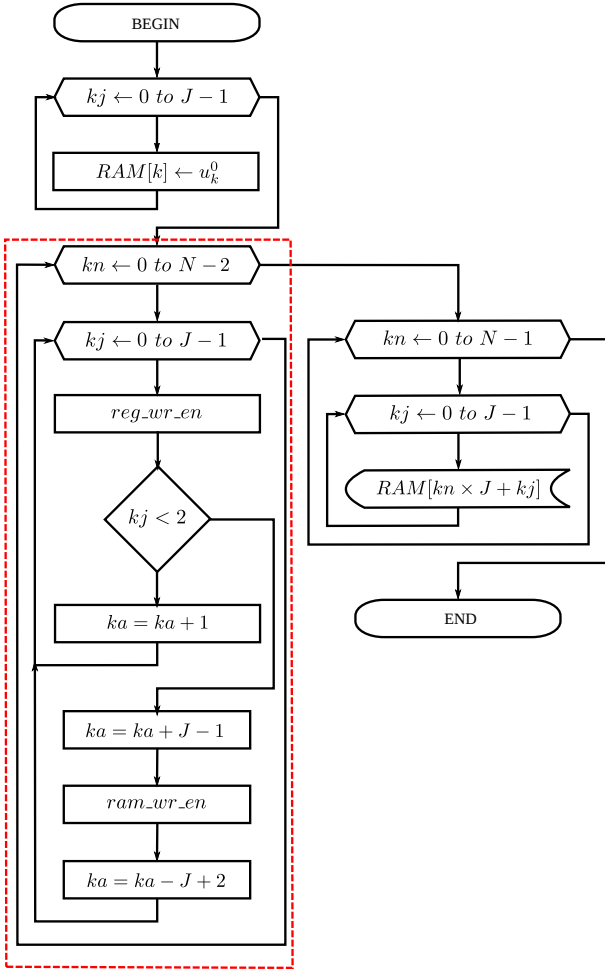 BEGIN
kj ← 0 to J − 1
RAM[k] ← u_k^0
kn ← 0 to N − 2
kj ← 0 to J − 1
reg_wr_en
kj < 2
ka = ka + 1
ka = ka + J − 1
ram_wr_en
ka = ka − J + 2
kn ← 0 to N − 1
kj ← 0 to J − 1
RAM[kn × J + kj]
END